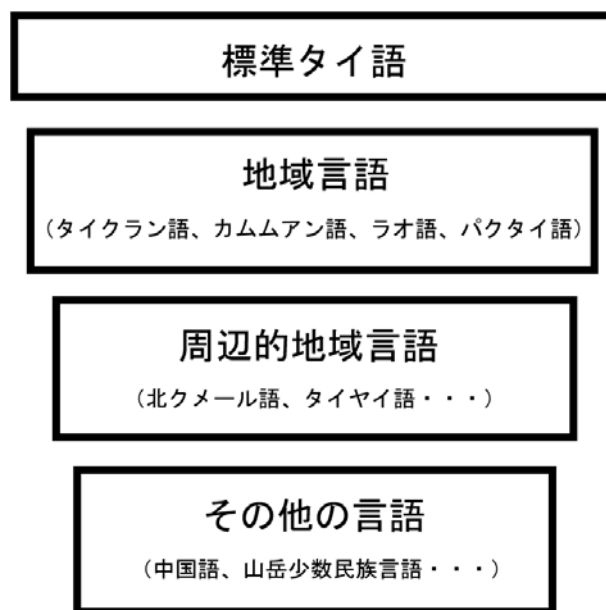 標準タイ語
地域言語
（タイクラン語、カムムアン語、ラオ語、パクタイ語）
周辺的地域言語
（北クメール語、タイヤイ語・・・）
その他の言語
（中国語、山岳少数民族言語・・・）